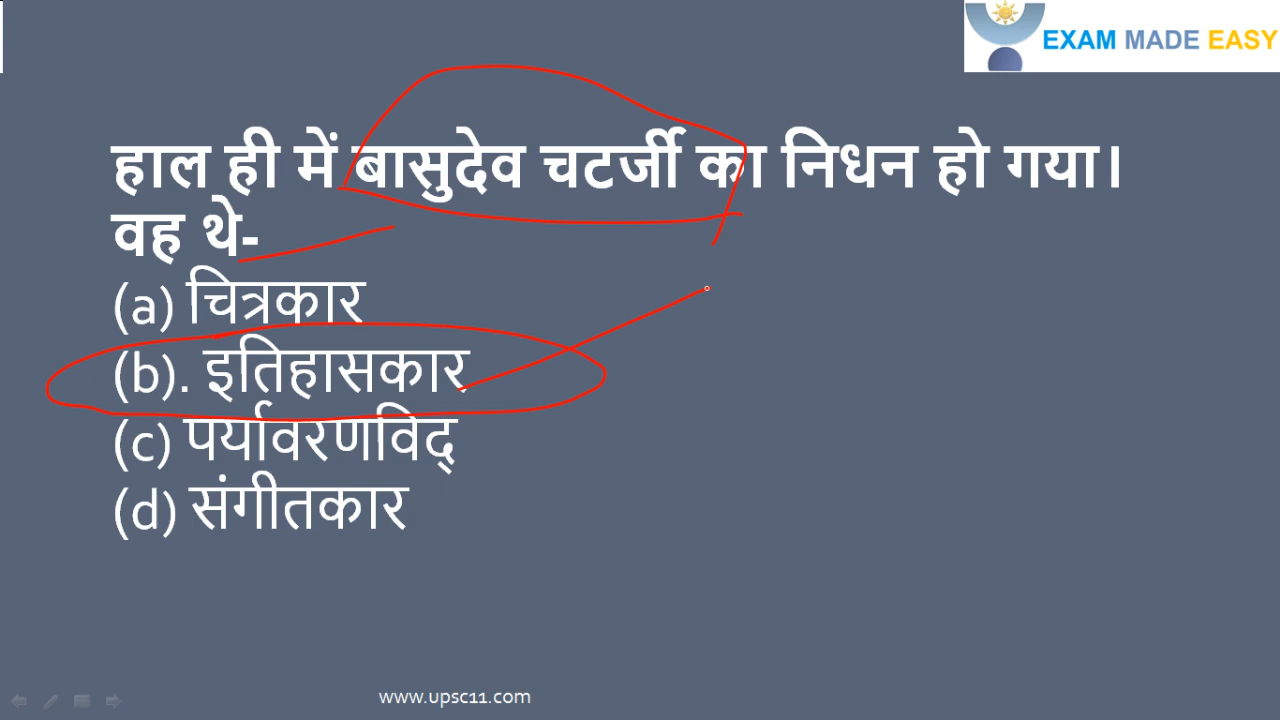 EXAM MADE EASY
हाल ही में बासुदेव चटर्जी का निधन हो गया।
वह थे-
(a) चित्रकार
(b). इतिहासकार
(c) पर्यावरणविद्
(d) संगीतकार
www.upsc11.com